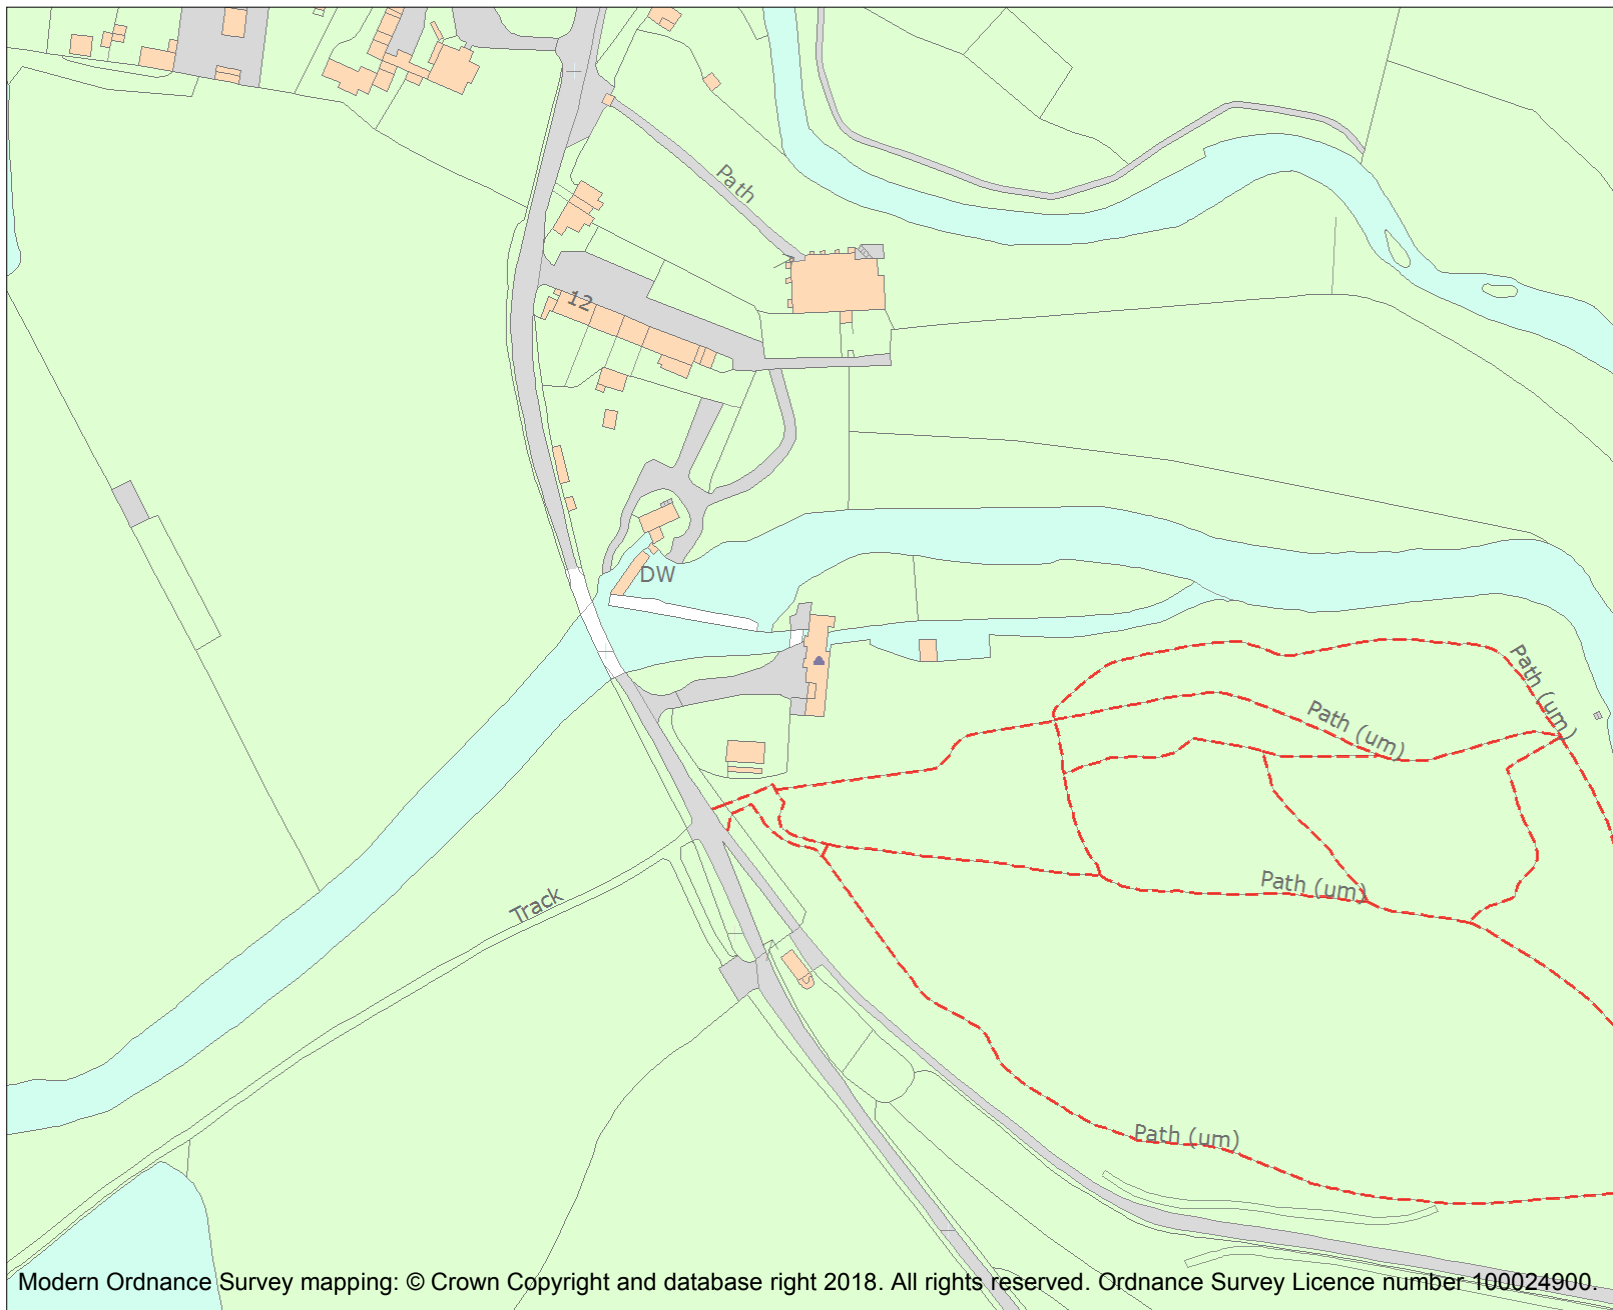 Path
12
DW
Path (um)
Path (um)
Path (um)
Track
Path (um)
Modern Ordnance Survey mapping: © Crown Copyright and database right 2018. All rights reserved. Ordnance Survey Licence number 100024900.